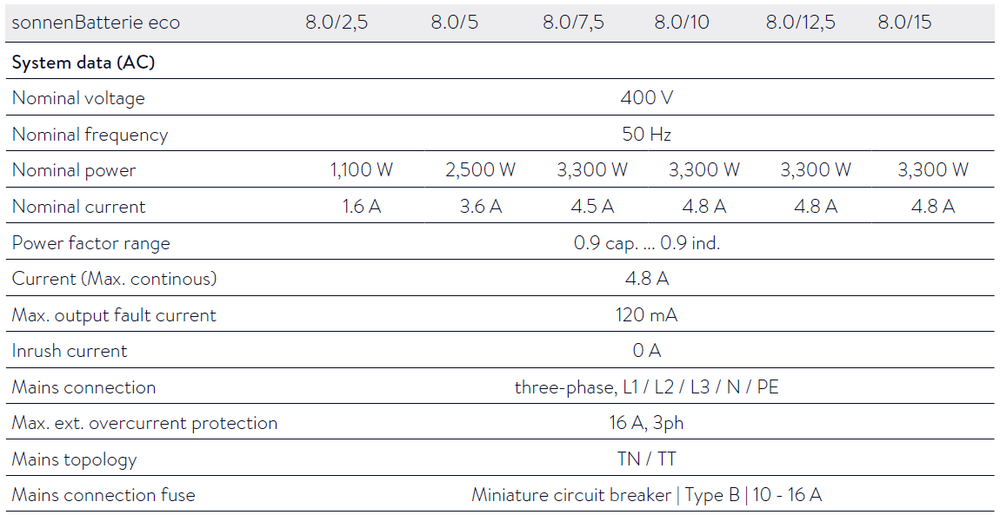 sonnenBatterie eco 8.0/2,5 8.0/5 8.0/7,5 8.0/10 8.0/12,5 8.0/15
System data (AC)
Nominal voltage 400 V
Nominal frequency 50 Hz
Nominal power 1,100 W 2,500 W 3,300 W 3,300 W 3,300 W 3,300 W
Nominal current 1.6 A 3.6 A 4.5 A 4.8 A 4.8 A 4.8 A
Power factor range 0.9 cap. ... 0.9 ind.
Current (Max. continous) 4.8 A
Max. output fault current 120 mA
Inrush current 0 A
Mains connection three-phase, L1 / L2 / L3 / N / PE
Max. ext. overcurrent protection 16 A, 3ph
Mains topology TN / TT
Mains connection fuse Miniature circuit breaker | Type B | 10 - 16 A